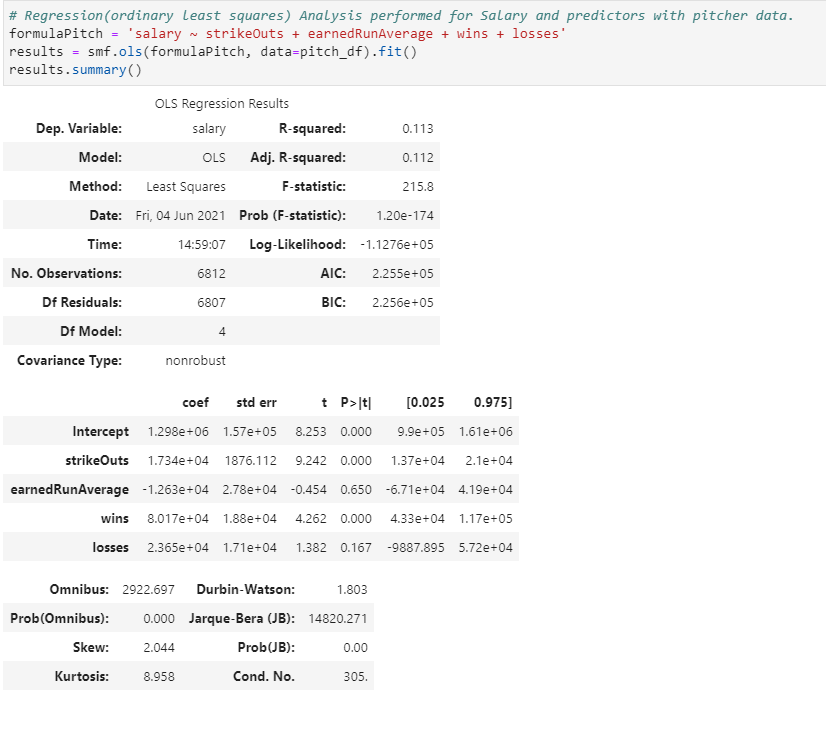 # Regression(ordinary least squares) Analysis performed for Salary and predictors with pitcher data.
formulaPitch = 'salary ~ strikeOuts + earnedRunAverage + wins + losses'
results = smf.ols(formulaPitch, data=pitch_df).fit()
results.summary()
OLS Regression Results
Dep. Variable: salary R-squared: 0.113
Model: OLS Adj. R-squared: 0.112
Method: Least Squares F-statistic: 215.8
Date: Fri, 04 Jun 2021 Prob (F-statistic): 1.20e-174
Time: 14:59:07 Log-Likelihood: -1.1276e+05
No. Observations: 6812 AIC: 2.255e+05
Df Residuals: 6807 BIC: 2.256e+05
Df Model: 4
Covariance Type: nonrobust
coef std err t P>|t| [0.025 0.975]
Intercept 1.298e+06 1.57e+05 8.253 0.000 9.9e+05 1.61e+06
strikeOuts 1.734e+04 1876.112 9.242 0.000 1.37e+04 2.1e+04
earnedRunAverage -1.263e+04 2.78e+04 -0.454 0.650 -6.71e+04 4.19e+04
wins 8.017e+04 1.88e+04 4.262 0.000 4.33e+04 1.17e+05
losses 2.365e+04 1.71e+04 1.382 0.167 -9887.895 5.72e+04
Omnibus: 2922.697 Durbin-Watson: 1.803
Prob(Omnibus): 0.000 Jarque-Bera (JB): 14820.271
Skew: 2.044 Prob(JB): 0.00
Kurtosis: 8.958 Cond. No. 305.